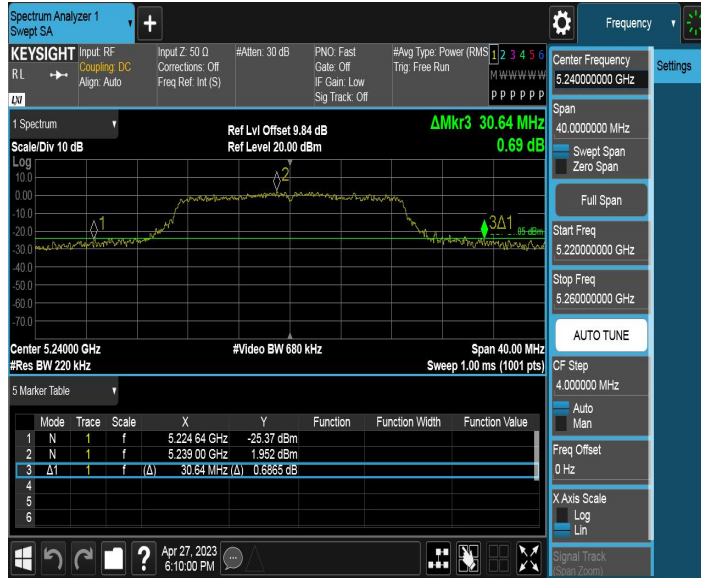 Spectrum Analyzer 1
Swept SA
+
Frequency
KEYSIGHT
RL
LXI
Input: RF
Coupling: DC
Align: Auto
Input Z: 50 Ω
Corrections: Off
Freq Ref: Int (S)
#Atten: 30 dB
PNO: Fast
Gate: Off
IF Gain: Low
Sig Track: Off
#Avg Type: Power (RMS
Trig: Free Run
1 2 3 4 5 6
M W W W W W
P P P P P P
Center Frequency
5.240000000 GHz
Settings
Span
40.0000000 MHz
Swept Span
Zero Span
Full Span
Start Freq
5.220000000 GHz
Stop Freq
5.260000000 GHz
AUTO TUNE
CF Step
4.000000 MHz
Auto
Man
Freq Offset
0 Hz
X Axis Scale
Log
Lin
Signal Track
(Span Zoom)
1 Spectrum
Scale/Div 10 dB
Ref Lvl Offset 9.84 dB
Ref Level 20.00 dBm
ΔMkr3 30.64 MHz
0.69 dB
Log
10.0
0.00
-10.0
-20.0
-30.0
-40.0
-50.0
-60.0
-70.0
1
2
3Δ1
.05 dBm
Center 5.24000 GHz
#Res BW 220 kHz
#Video BW 680 kHz
Span 40.00 MHz
Sweep 1.00 ms (1001 pts)
5 Marker Table
Mode Trace Scale X Y Function Function Width Function Value
1 N 1 f 5.224 64 GHz -25.37 dBm
2 N 1 f 5.239 00 GHz 1.952 dBm
3 Δ1 1 f (Δ) 30.64 MHz (Δ) 0.6865 dB
4
5
6
?
Apr 27, 2023
6:10:00 PM